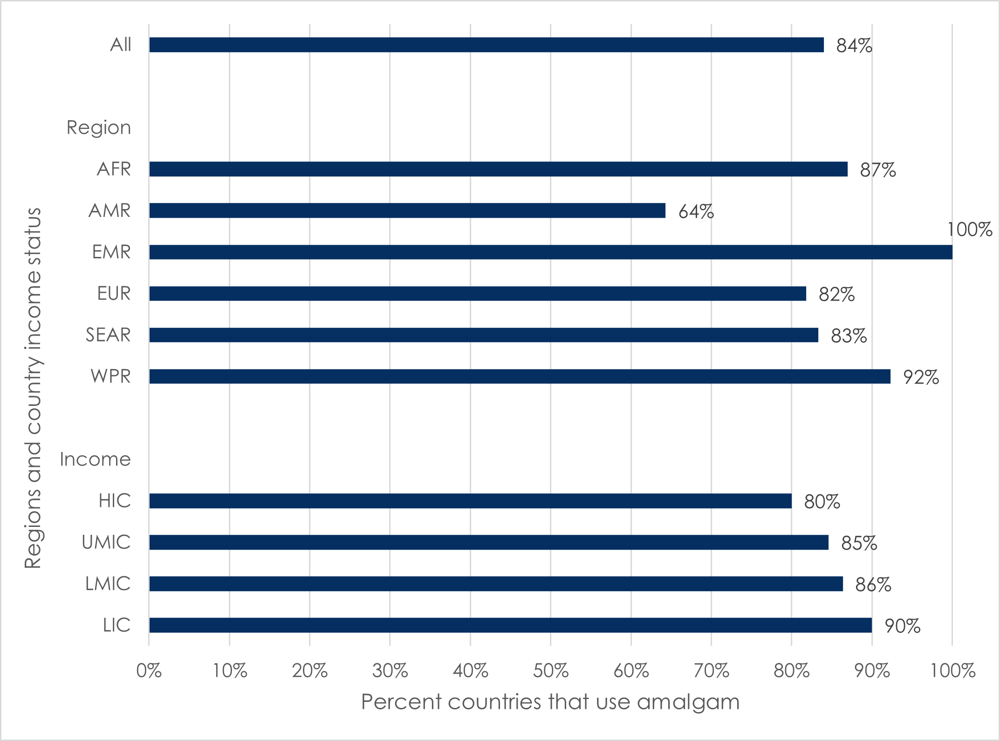 All
84%
Region
AFR
87%
AMR
64%
100%
EMR
EUR
82%
SEAR
83%
WPR
92%
Income
HIC
80%
UMIC
85%
LMIC
86%
LIC
90%
0% 10% 20% 30% 40% 50% 60% 70% 80% 90% 100%
Percent countries that use amalgam
Regions and country income status